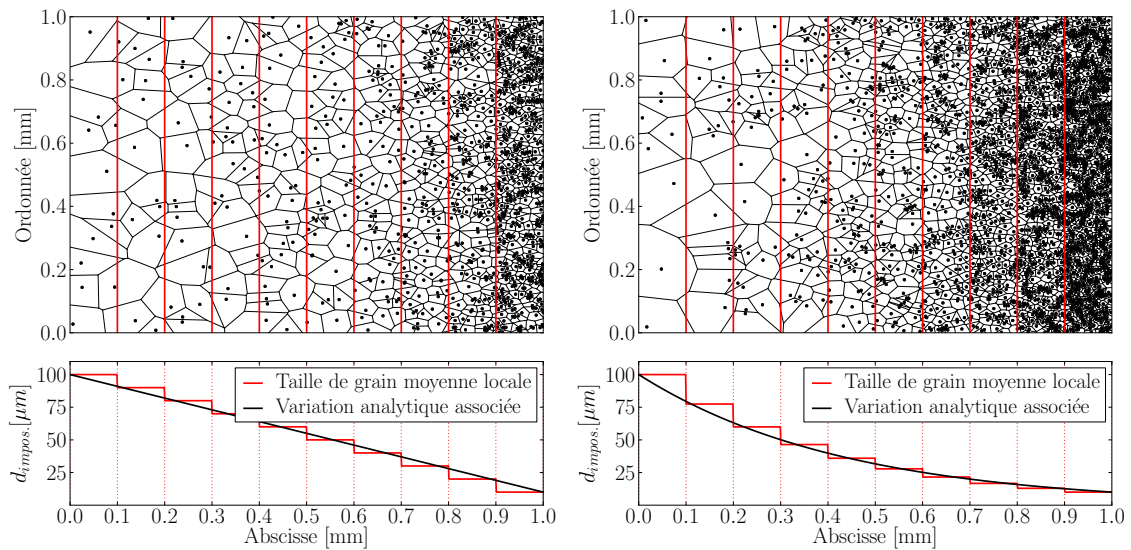 1.0
0.8
0.6
0.4
0.2
0.0
Ordonnée [mm]
1.0
0.8
0.6
0.4
0.2
0.0
Ordonnée [mm]
100
75
50
25
d_impos.[μm]
Taille de grain moyenne locale
Variation analytique associée
0.0 0.1 0.2 0.3 0.4 0.5 0.6 0.7 0.8 0.9 1.0
Abscisse [mm]
100
75
50
25
d_impos.[μm]
Taille de grain moyenne locale
Variation analytique associée
0.0 0.1 0.2 0.3 0.4 0.5 0.6 0.7 0.8 0.9 1.0
Abscisse [mm]